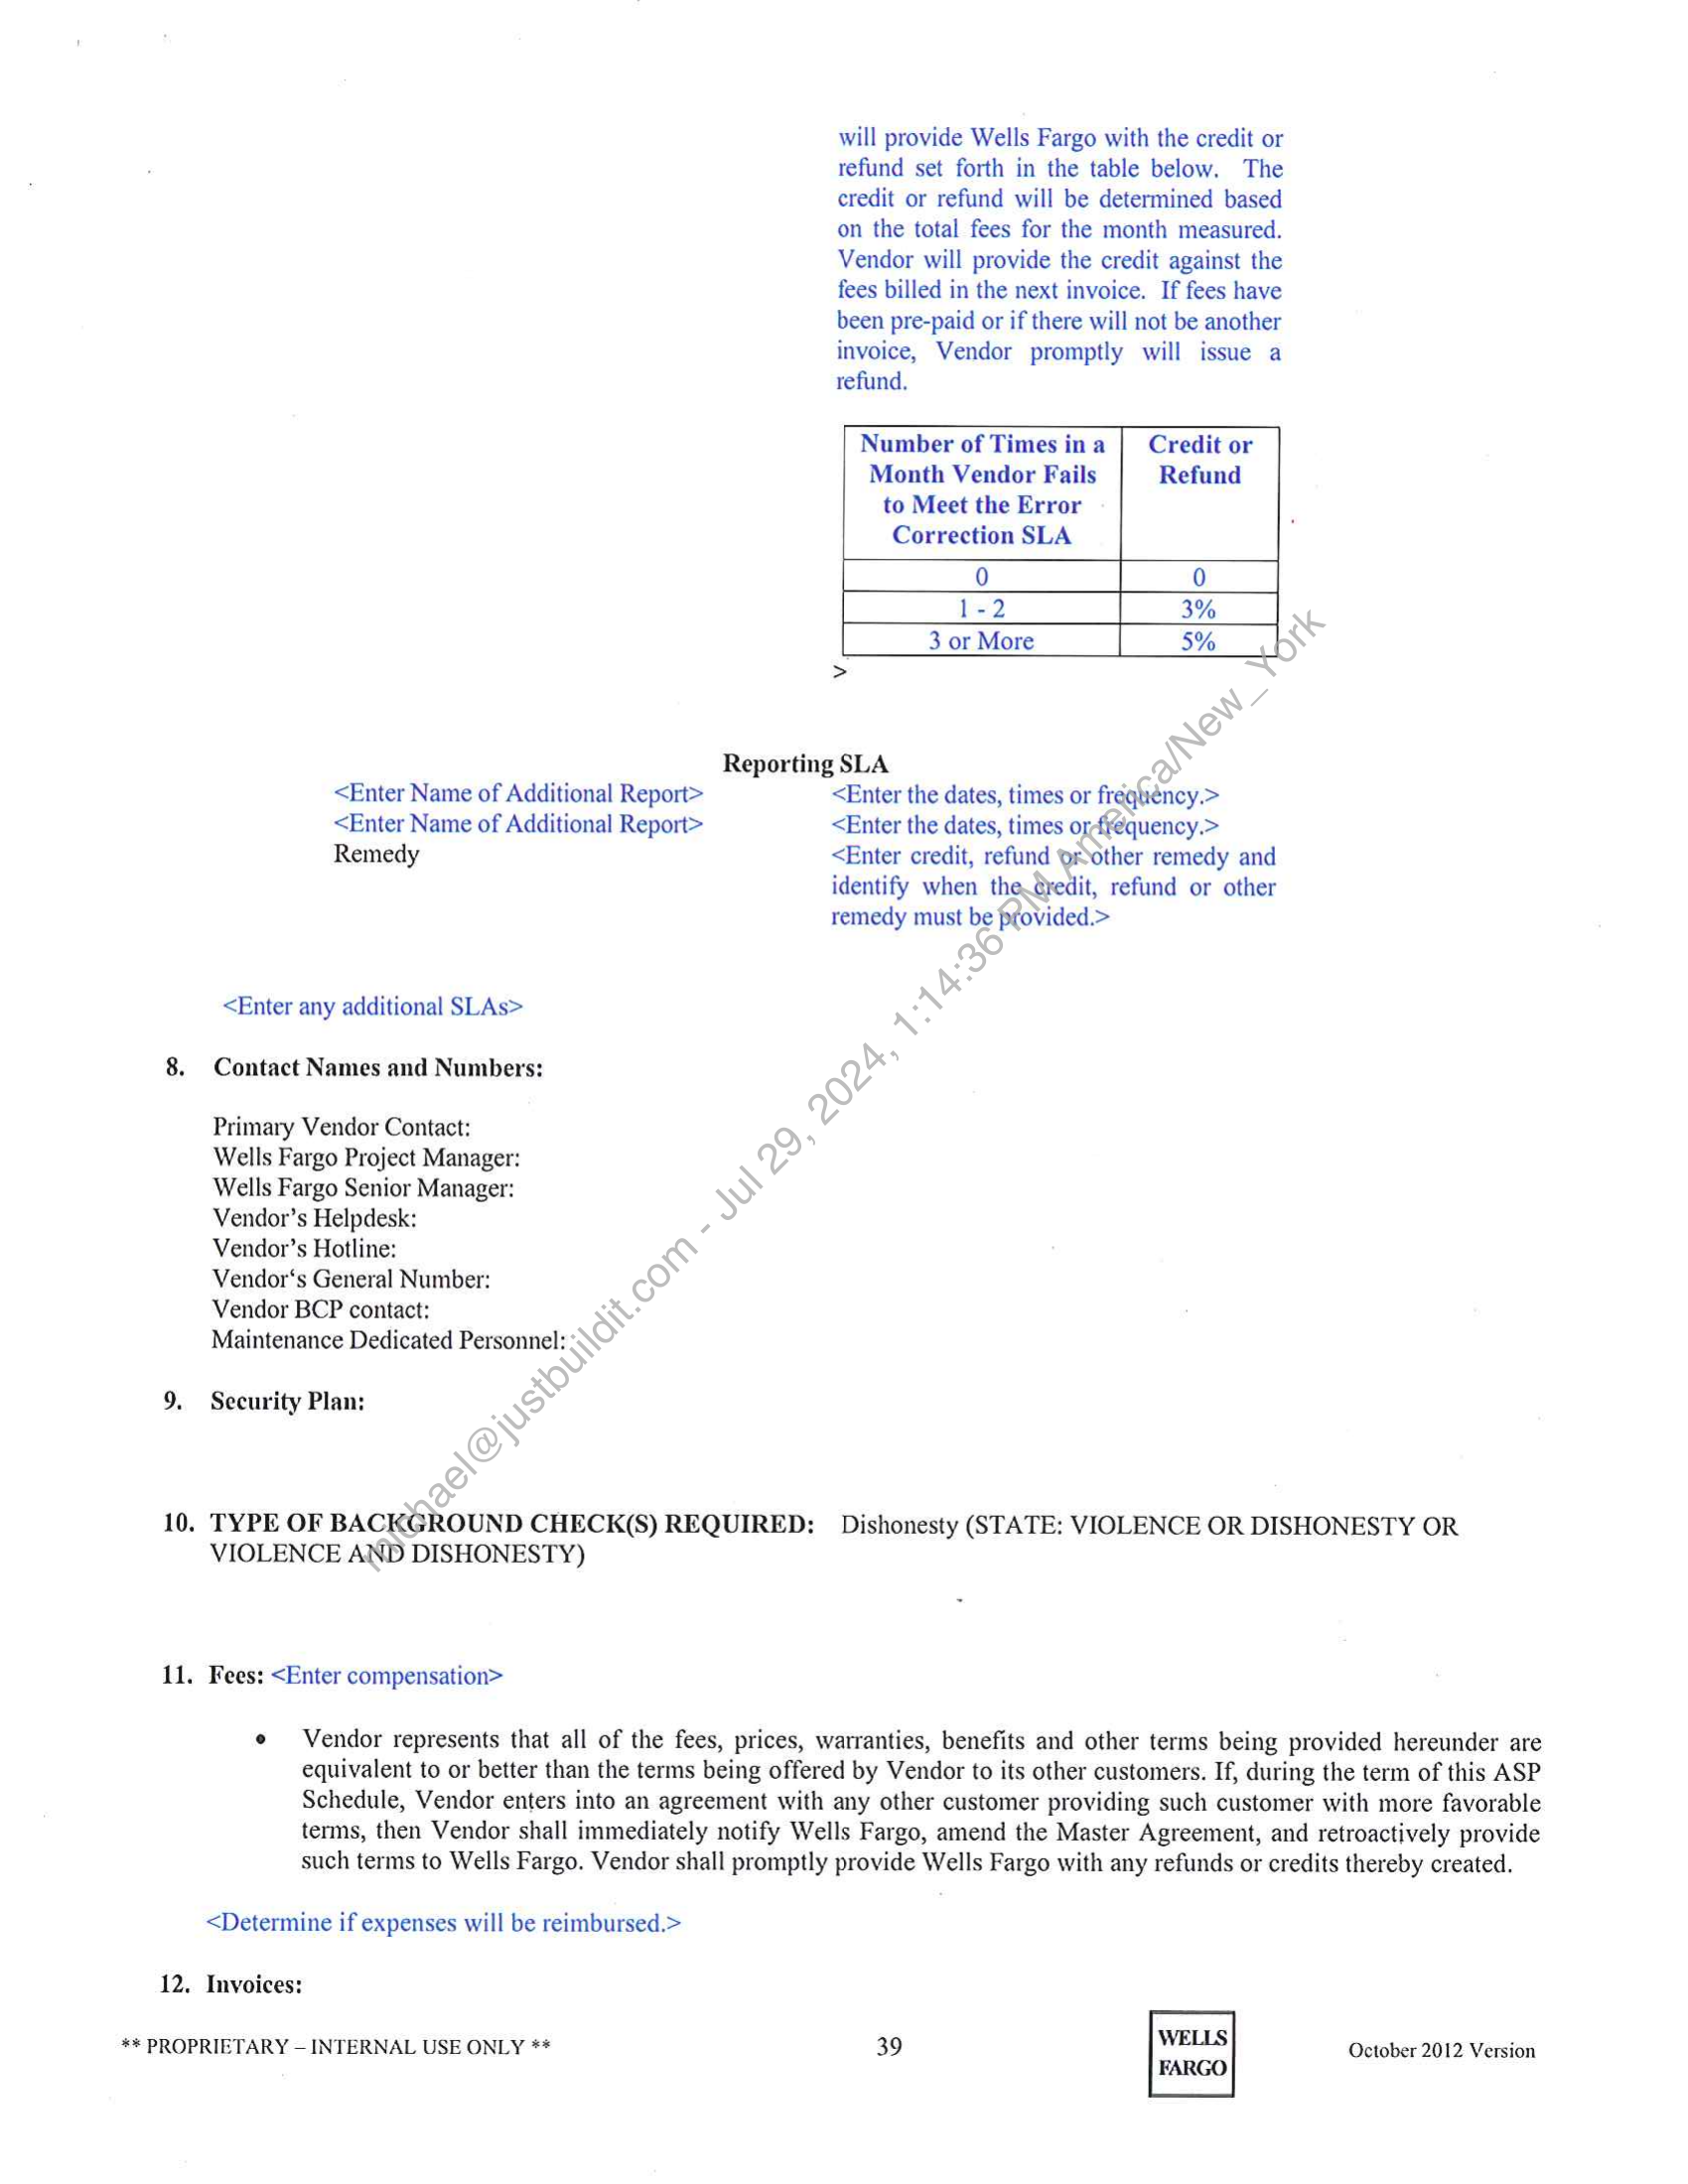 will provide Wells Fargo with the credit or
refund set forth in the table below. The
credit or refund will be determined based
on the total fees for the month measured.
Vendor will provide the credit against the
fees billed in the next invoice. If fees have
been pre-paid or if there will not be another
invoice, Vendor promptly will issue a
refund.
Number of Times in a
Month Vendor Fails
to Meet the Error
Correction SLA
Credit or
Refund
0 0
1 - 2 3%
3 or More 5%
>
Reporting SLA
<Enter Name of Additional Report> <Enter the dates, times or frequency.>
<Enter Name of Additional Report> <Enter the dates, times or frequency.>
Remedy <Enter credit, refund or other remedy and
identify when the credit, refund or other
remedy must be provided.>
<Enter any additional SLAs>
8. Contact Names and Numbers:
Primary Vendor Contact:
Wells Fargo Project Manager:
Wells Fargo Senior Manager:
Vendor's Helpdesk:
Vendor's Hotline:
Vendor‘s General Number:
Vendor BCP contact:
Maintenance Dedicated Personnel:
9. Security Plan:
10. TYPE OF BACKGROUND CHECK(S) REQUIRED: Dishonesty (STATE: VIOLENCE OR DISHONESTY OR
VIOLENCE AND DISHONESTY)
11. Fees: <Enter compensation>
• Vendor represents that all of the fees, prices, warranties, benefits and other terms being provided hereunder are
equivalent to or better than the terms being offered by Vendor to its other customers. If, during the term of this ASP
Schedule, Vendor enters into an agreement with any other customer providing such customer with more favorable
terms, then Vendor shall immediately notify Wells Fargo, amend the Master Agreement, and retroactively provide
such terms to Wells Fargo. Vendor shall promptly provide Wells Fargo with any refunds or credits thereby created.
<Determine if expenses will be reimbursed.>
12. Invoices:
** PROPRIETARY – INTERNAL USE ONLY **
39
WELLS
FARGO
October 2012 Version
michael@justbuildit.com - Jul 29, 2024, 1:14:36 PM America/New_York